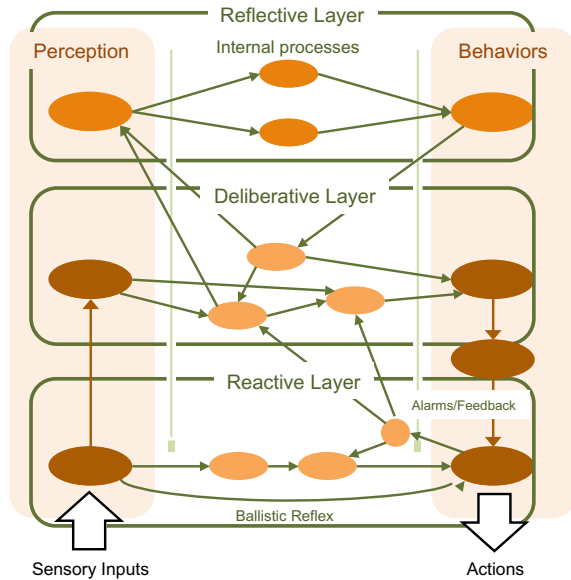 Reflective Layer
Perception
Internal processes
Behaviors
Deliberative Layer
Reactive Layer
Alarms/Feedback
Ballistic Reflex
Sensory Inputs
Actions